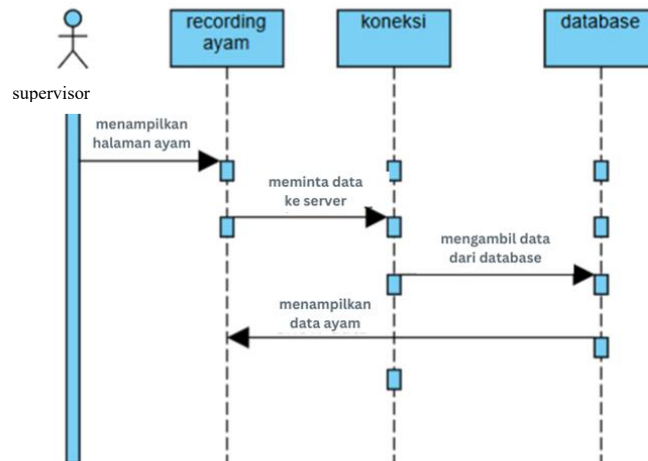 recording
ayam
koneksi
database
supervisor
menampilkan
halaman ayam
meminta data
ke server
mengambil data
dari database
menampilkan
data ayam